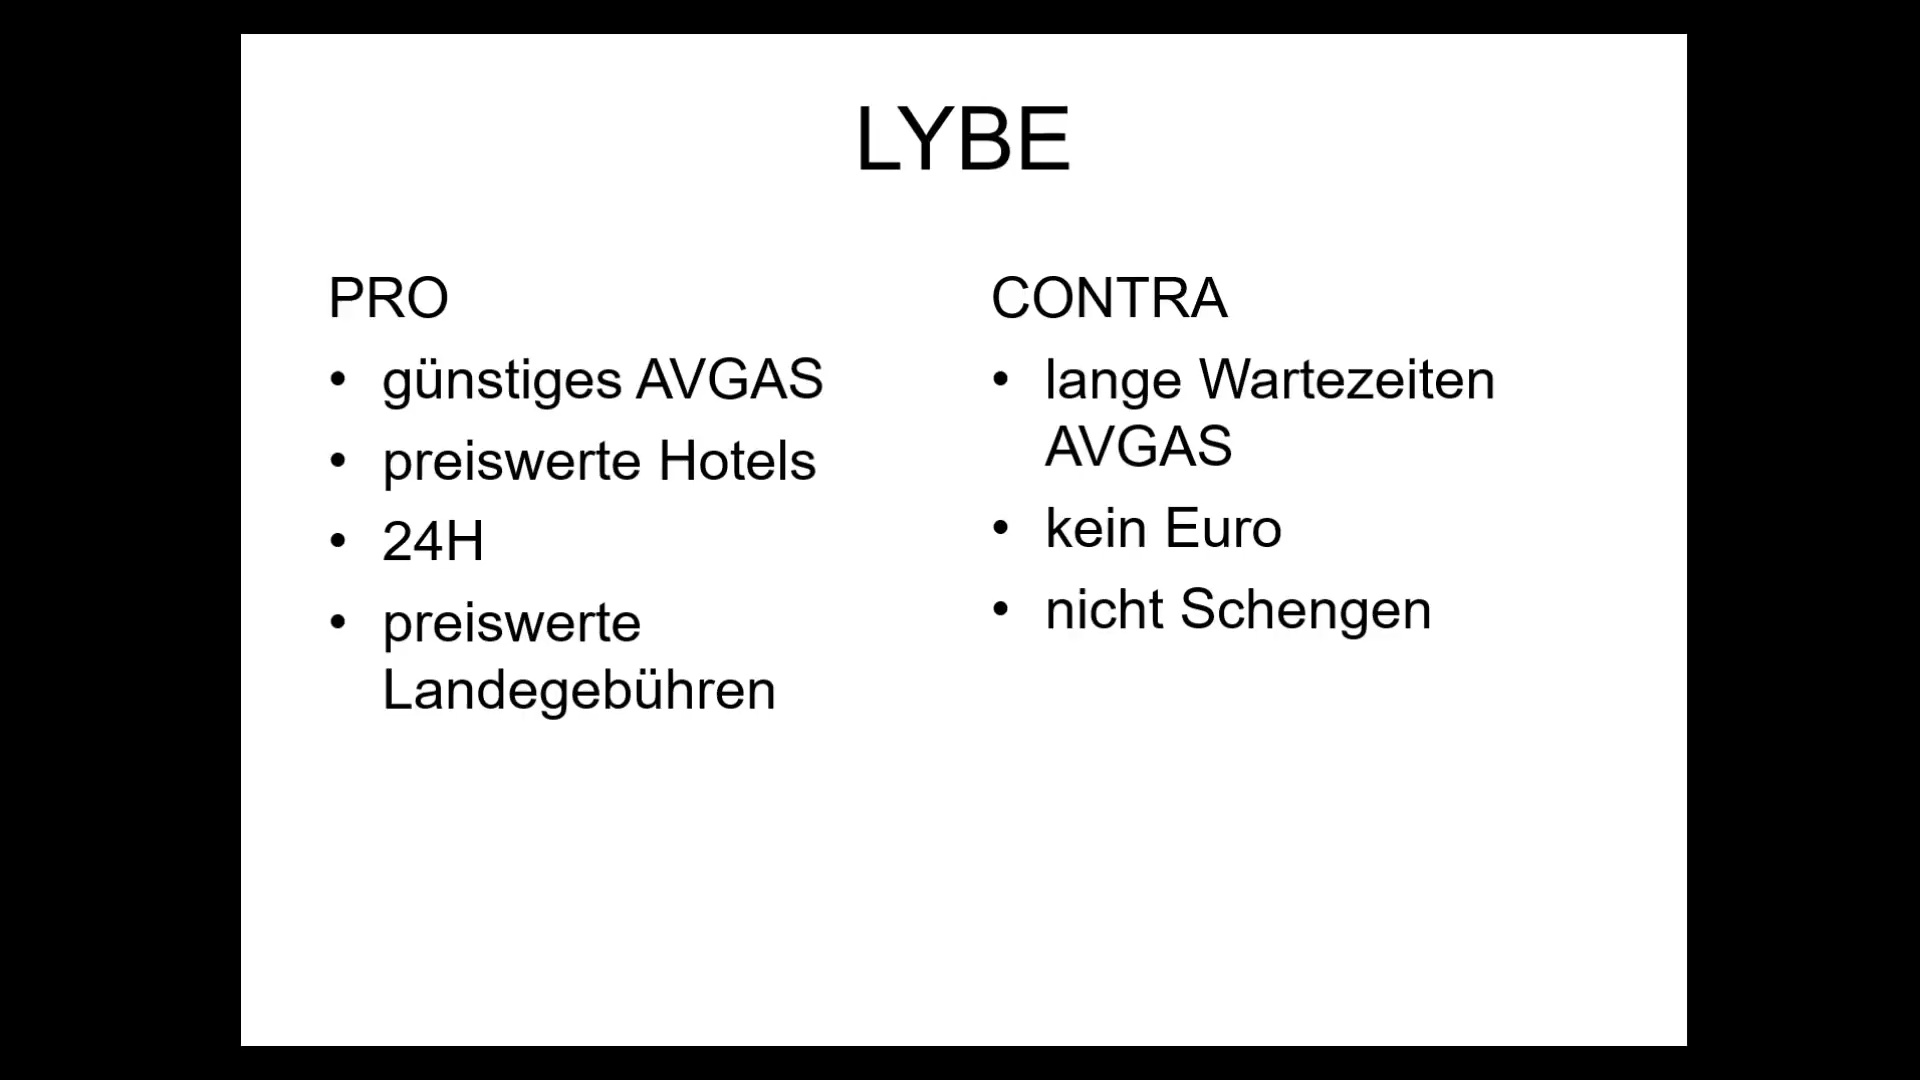 LYBE
PRO
• günstiges AVGAS
• preiswerte Hotels
• 24H
• preiswerte
Landegebühren
CONTRA
• lange Wartezeiten
AVGAS
• kein Euro
• nicht Schengen